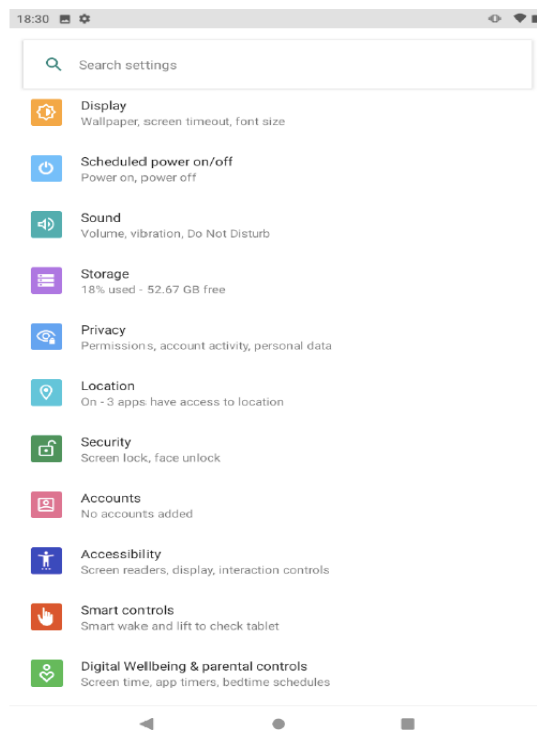 18:30
Search settings
Display
Wallpaper, screen timeout, font size
Scheduled power on/off
Power on, power off
Sound
Volume, vibration, Do Not Disturb
Storage
18% used - 52.67 GB free
Privacy
Permissions, account activity, personal data
Location
On - 3 apps have access to location
Security
Screen lock, face unlock
Accounts
No accounts added
Accessibility
Screen readers, display, interaction controls
Smart controls
Smart wake and lift to check tablet
Digital Wellbeing & parental controls
Screen time, app timers, bedtime schedules